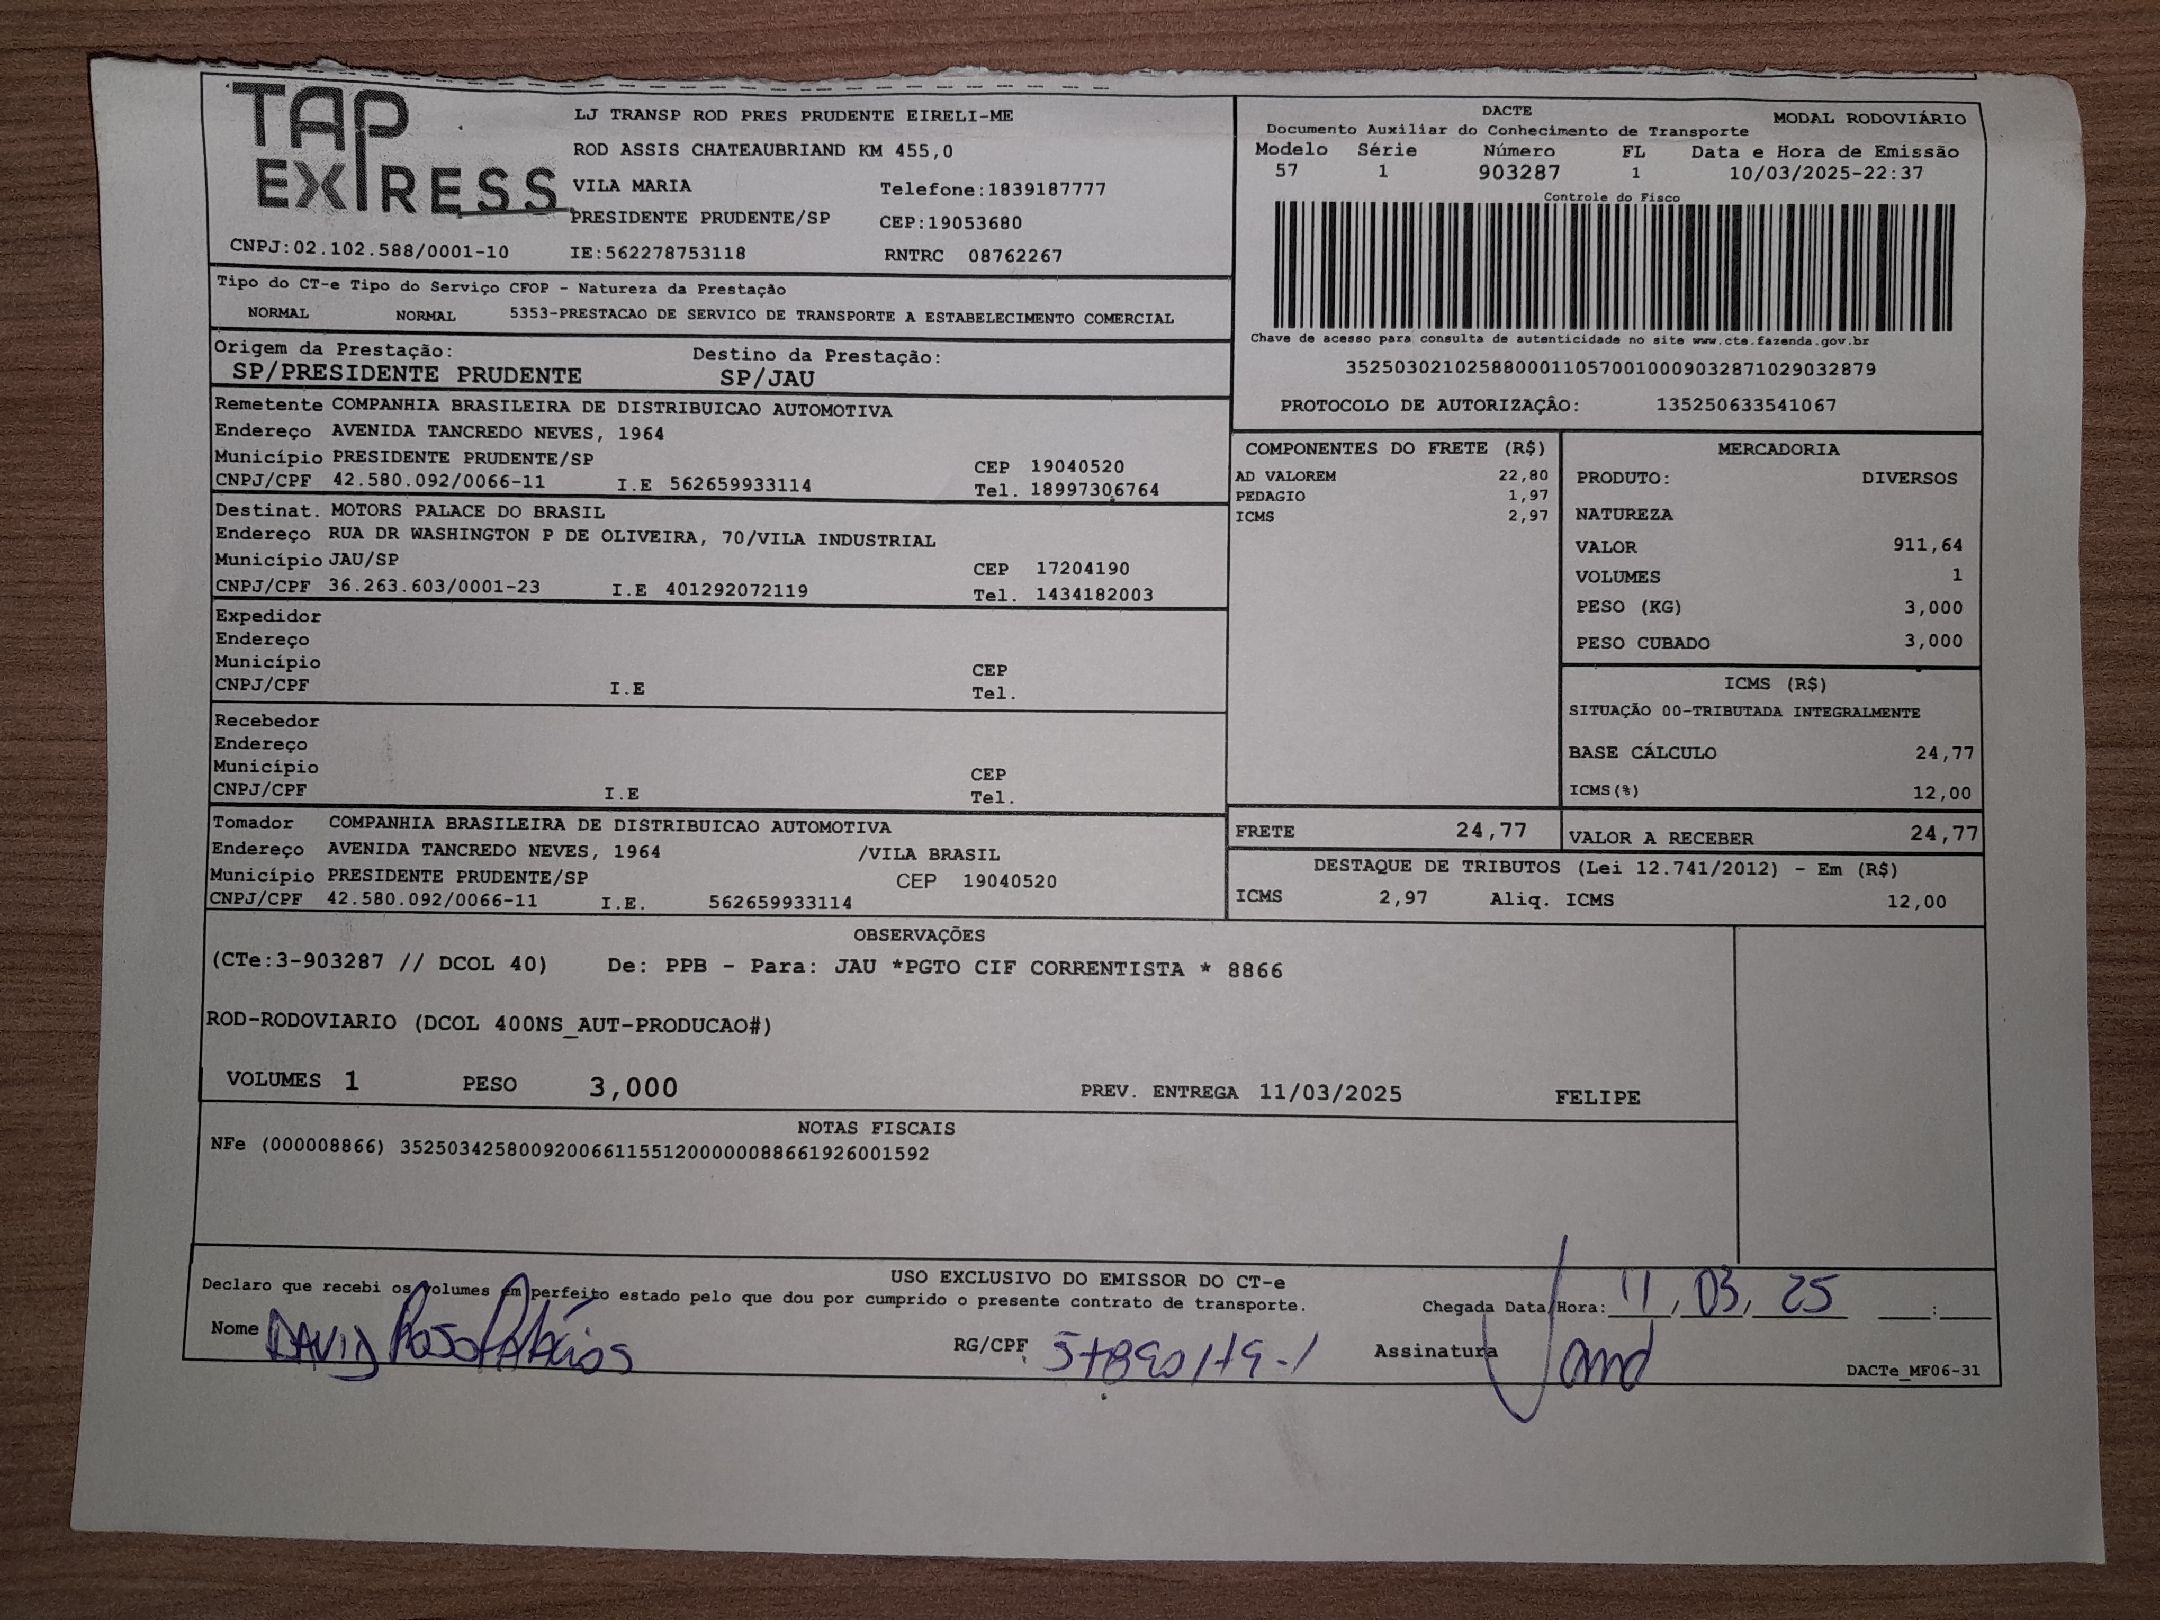 TAP EXPRESS
LJ TRANSP ROD PRES PRUDENTE EIRELI-ME
ROD ASSIS CHATEAUBRIAND KM 455,0
VILA MARIA Telefone:1839187777
PRESIDENTE PRUDENTE/SP CEP:19053680
CNPJ:02.102.588/0001-10 IE:562278753118 RNTRC 08762267
DACTE MODAL RODOVIÁRIO
Documento Auxiliar do Conhecimento de Transporte
Modelo Série Número FL Data e Hora de Emissão
57 1 903287 1 10/03/2025-22:37
Controle do Fisco
Chave de acesso para consulta de autenticidade no site www.cte.fazenda.gov.br
35250302102588000110570010009032871029032879
PROTOCOLO DE AUTORIZAÇÂO: 135250633541067
Tipo do CT-e Tipo do Serviço CFOP - Natureza da Prestação
NORMAL NORMAL 5353-PRESTACAO DE SERVICO DE TRANSPORTE A ESTABELECIMENTO COMERCIAL
Origem da Prestação: Destino da Prestação:
SP/PRESIDENTE PRUDENTE SP/JAU
Remetente COMPANHIA BRASILEIRA DE DISTRIBUICAO AUTOMOTIVA
Endereço AVENIDA TANCREDO NEVES, 1964
Município PRESIDENTE PRUDENTE/SP CEP 19040520
CNPJ/CPF 42.580.092/0066-11 I.E 562659933114 Tel. 18997306764
Destinat. MOTORS PALACE DO BRASIL
Endereço RUA DR WASHINGTON P DE OLIVEIRA, 70/VILA INDUSTRIAL
Município JAU/SP CEP 17204190
CNPJ/CPF 36.263.603/0001-23 I.E 401292072119 Tel. 1434182003
Expedidor
Endereço
Município CEP
CNPJ/CPF I.E Tel.
Recebedor
Endereço
Município CEP
CNPJ/CPF I.E Tel.
Tomador COMPANHIA BRASILEIRA DE DISTRIBUICAO AUTOMOTIVA
Endereço AVENIDA TANCREDO NEVES, 1964 /VILA BRASIL
Município PRESIDENTE PRUDENTE/SP CEP 19040520
CNPJ/CPF 42.580.092/0066-11 I.E. 562659933114
COMPONENTES DO FRETE (R$)
AD VALOREM 22,80
PEDAGIO 1,97
ICMS 2,97
MERCADORIA
PRODUTO: DIVERSOS
NATUREZA
VALOR 911,64
VOLUMES 1
PESO (KG) 3,000
PESO CUBADO 3,000
ICMS (R$)
SITUAÇÃO 00-TRIBUTADA INTEGRALMENTE
BASE CÁLCULO 24,77
ICMS(%) 12,00
FRETE 24,77 VALOR A RECEBER 24,77
DESTAQUE DE TRIBUTOS (Lei 12.741/2012) - Em (R$)
ICMS 2,97 Aliq. ICMS 12,00
OBSERVAÇÕES
(CTe:3-903287 // DCOL 40) De: PPB - Para: JAU *PGTO CIF CORRENTISTA * 8866
ROD-RODOVIARIO (DCOL 400NS_AUT-PRODUCAO#)
VOLUMES 1 PESO 3,000 PREV. ENTREGA 11/03/2025 FELIPE
NOTAS FISCAIS
NFe (000008866) 35250342580092006611551200000088661926001592
USO EXCLUSIVO DO EMISSOR DO CT-e
Declaro que recebi os volumes em perfeito estado pelo que dou por cumprido o presente contrato de transporte.
Chegada Data/Hora: 11, 03, 25 :
Nome DAVID RG/CPF Assinatura
DACTe_MF06-31